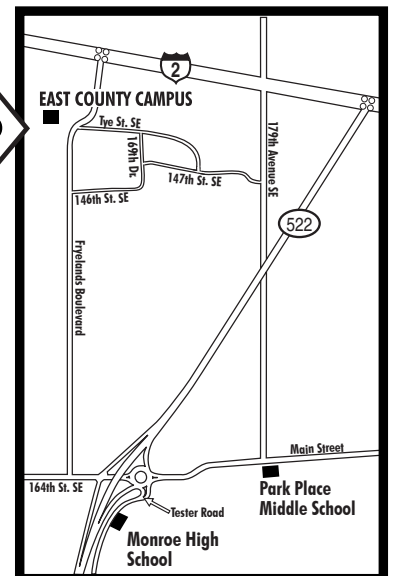 2
EAST COUNTY CAMPUS
Tye St. SE
169th Dr.
179th Avenue SE
147th St. SE
146th St. SE
522
Fryelands Boulevard
Main Street
164th St. SE
Park Place
Middle School
Tester Road
Monroe High
School